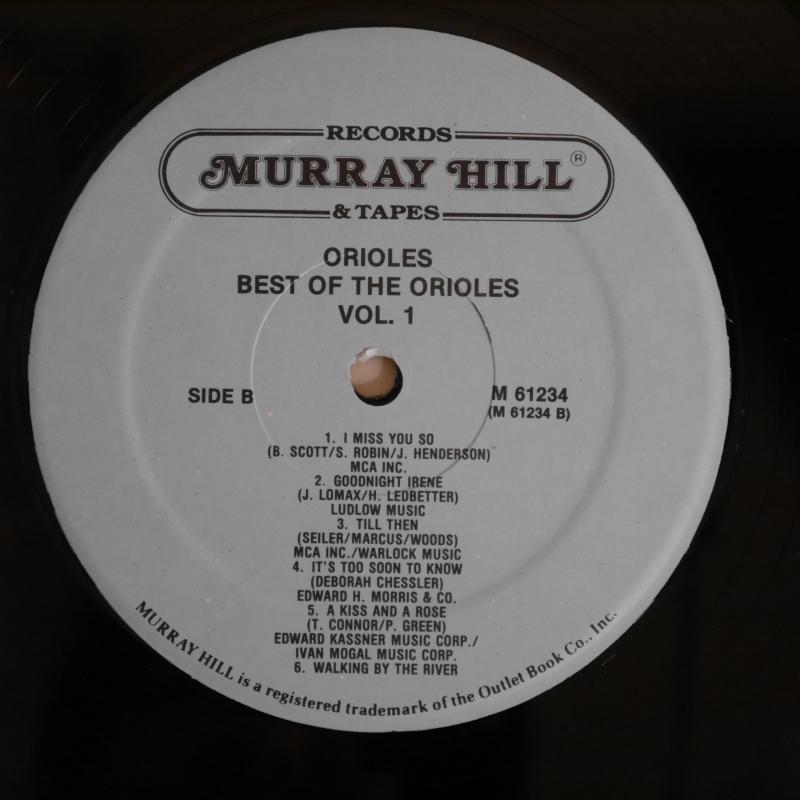 RECORDS
MURRAY HILL®
& TAPES
ORIOLES
BEST OF THE ORIOLES
VOL. 1
SIDE B
M 61234
(M 61234 B)
1. I MISS YOU SO
(B. SCOTT/S. ROBIN/J. HENDERSON)
MCA INC.
2. GOODNIGHT IRENE
(J. LOMAX/H. LEDBETTER)
LUDLOW MUSIC
3. TILL THEN
(SEILER/MARCUS/WOODS)
MCA INC./WARLOCK MUSIC
4. IT'S TOO SOON TO KNOW
(DEBORAH CHESSLER)
EDWARD H. MORRIS & CO.
5. A KISS AND A ROSE
(T. CONNOR/P. GREEN)
EDWARD KASSNER MUSIC CORP./
IVAN MOGAL MUSIC CORP.
6. WALKING BY THE RIVER
MURRAY HILL is a registered trademark of the Outlet Book Co., Inc.